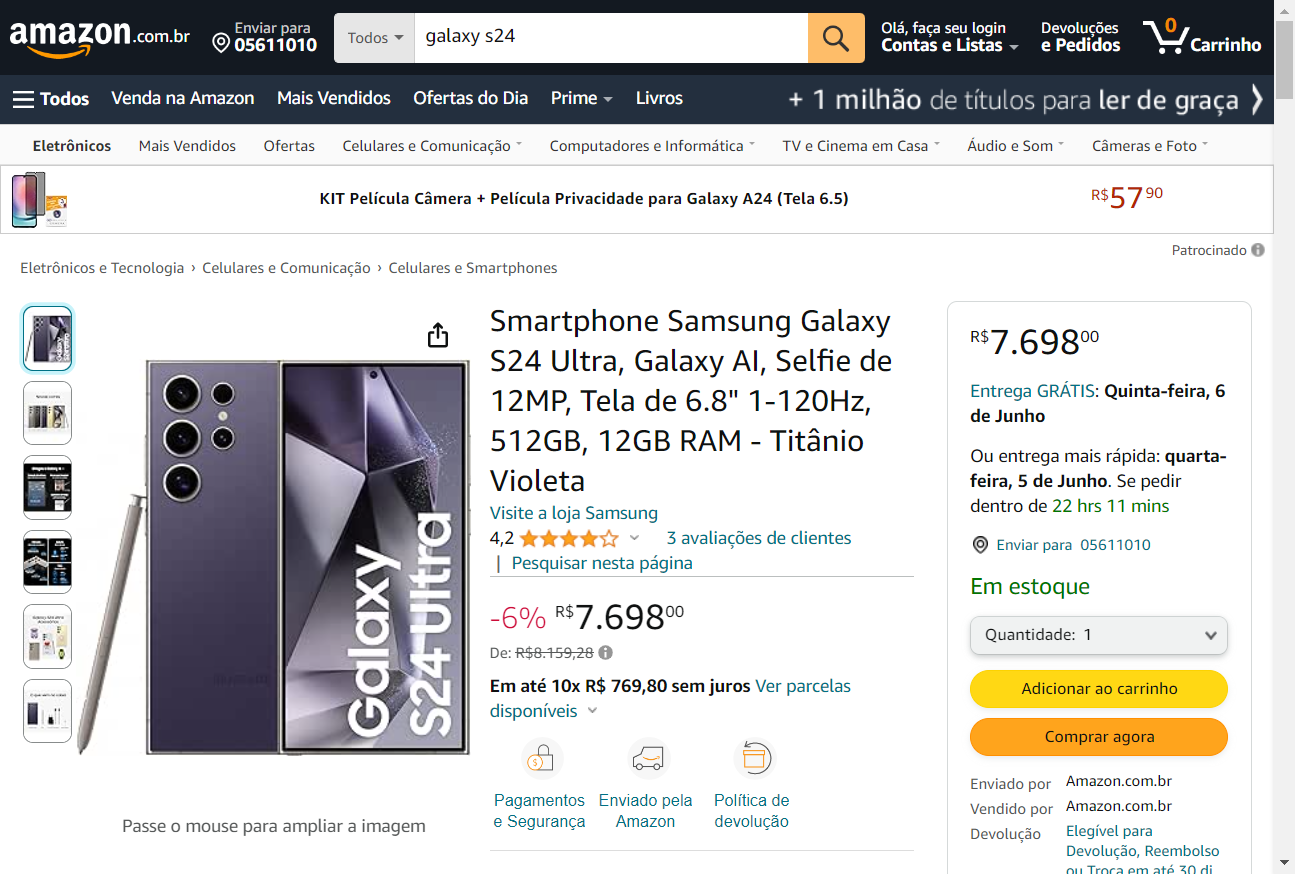 amazon.com.br
Enviar para
05611010
Todos
galaxy s24
Olá, faça seu login
Contas e Listas
Devoluções
e Pedidos
0
Carrinho
Todos
Venda na Amazon
Mais Vendidos
Ofertas do Dia
Prime
Livros
+ 1 milhão de títulos para ler de graça
Eletrônicos
Mais Vendidos
Ofertas
Celulares e Comunicação
Computadores e Informática
TV e Cinema em Casa
Áudio e Som
Câmeras e Foto
KIT Película Câmera + Película Privacidade para Galaxy A24 (Tela 6.5)
R$5790
Patrocinado
Eletrônicos e Tecnologia › Celulares e Comunicação › Celulares e Smartphones
Galaxy
S24 Ultra
Passe o mouse para ampliar a imagem
Smartphone Samsung Galaxy
S24 Ultra, Galaxy AI, Selfie de
12MP, Tela de 6.8" 1-120Hz,
512GB, 12GB RAM - Titânio
Violeta
Visite a loja Samsung
4,2
3 avaliações de clientes
| Pesquisar nesta página
-6% R$7.69800
De: R$8.159,28
Em até 10x R$ 769,80 sem juros Ver parcelas
disponíveis
Pagamentos
e Segurança
Enviado pela
Amazon
Política de
devolução
R$7.69800
Entrega GRÁTIS: Quinta-feira, 6
de Junho
Ou entrega mais rápida: quarta-
feira, 5 de Junho. Se pedir
dentro de 22 hrs 11 mins
Enviar para 05611010
Em estoque
Quantidade: 1
Adicionar ao carrinho
Comprar agora
Enviado por Amazon.com.br
Vendido por Amazon.com.br
Devolução Elegível para
Devolução, Reembolso
ou Troca em até 30 di